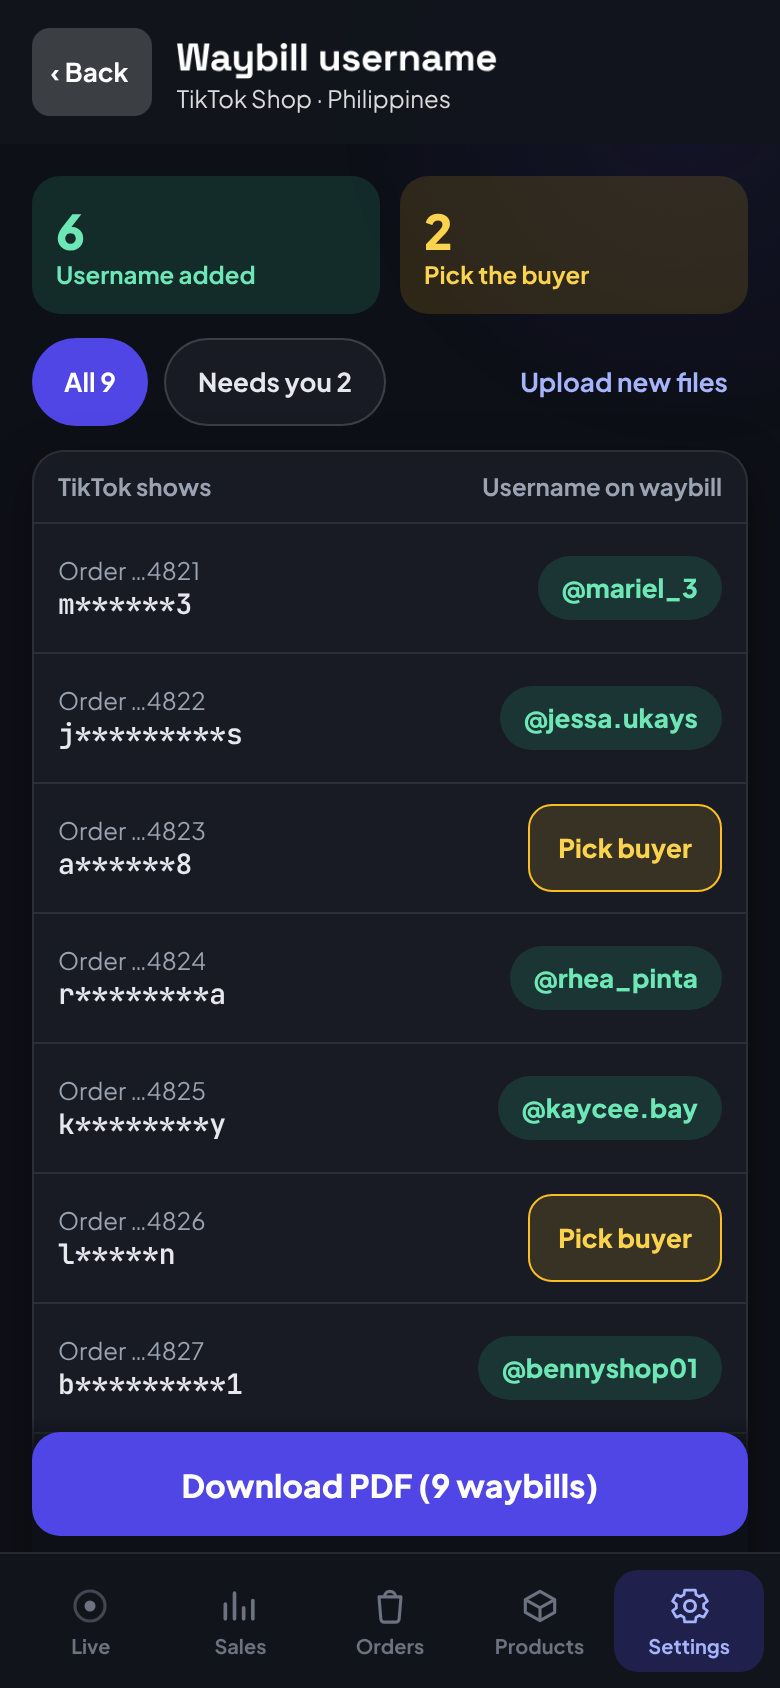 ‹ Back
Waybill username
TikTok Shop · Philippines
6
Username added
2
Pick the buyer
All 9
Needs you 2
Upload new files
TikTok shows
Username on waybill
Order ...4821
m******3
@mariel_3
Order ...4822
j*********s
@jessa.ukays
Order ...4823
a******8
Pick buyer
Order ...4824
r********a
@rhea_pinta
Order ...4825
k********y
@kaycee.bay
Order ...4826
l*****n
Pick buyer
Order ...4827
b*********1
@bennyshop01
Download PDF (9 waybills)
Live
Sales
Orders
Products
Settings